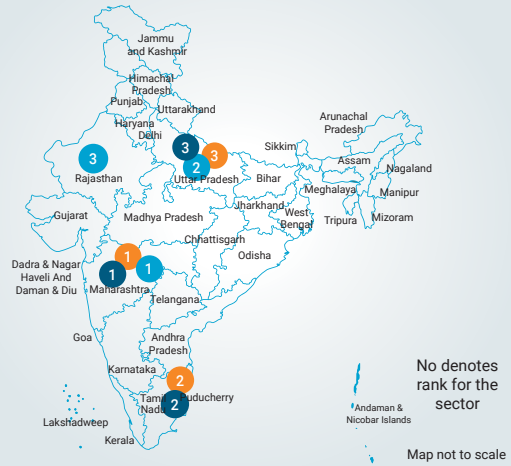 Jammu
and Kashmir
Himachal
Pradesh
Punjab
Uttarakhand
Haryana
Delhi
Arunachal
Pradesh
3
3
3
2
Sikkim
Assam
Nagaland
Rajasthan
Uttar Pradesh
Bihar
Meghalaya
Manipur
Gujarat
Madhya Pradesh
Jharkhand
West
Bengal
Tripura
Mizoram
Chhattisgarh
Odisha
1
1
1
Dadra & Nagar
Haveli And
Daman & Diu
Maharashtra
Telangana
Goa
Andhra
Pradesh
Karnataka
2
2
Tamil
Nadu
Puducherry
Lakshadweep
Kerala
Andaman &
Nicobar Islands
No denotes
rank for the
sector
Map not to scale